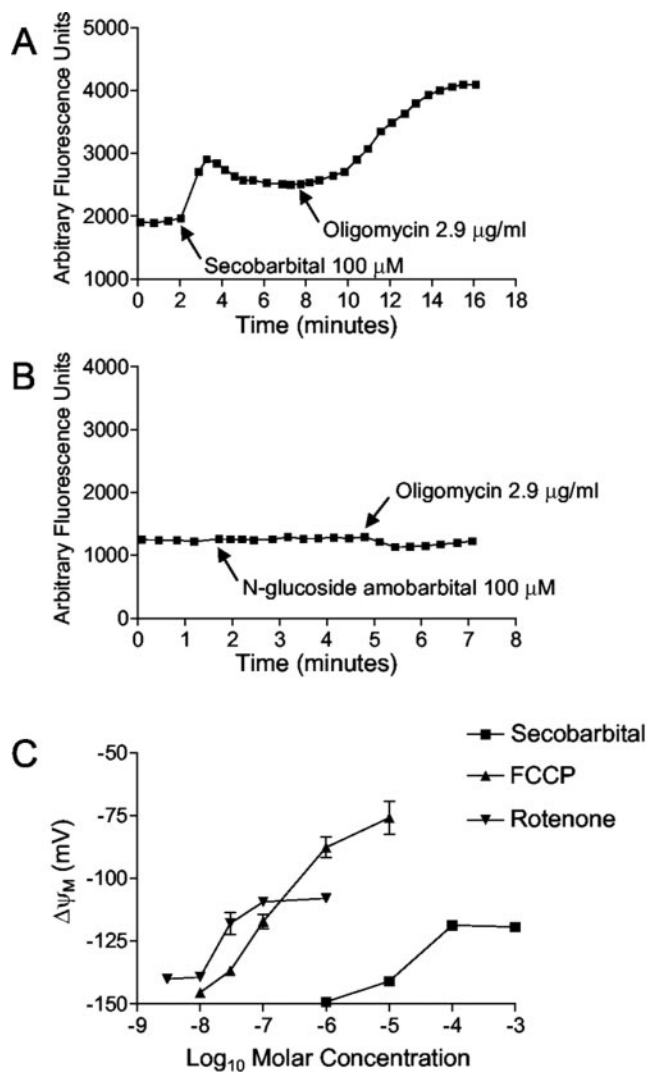 A
Arbitrary Fluorescence Units
5000
4000
3000
2000
1000
Oligomycin 2.9 μg/ml
Secobarbital 100 μM
0 2 4 6 8 10 12 14 16 18
Time (minutes)
B
Arbitrary Fluorescence Units
4000
3000
2000
1000
0
Oligomycin 2.9 μg/ml
N-glucoside amobarbital 100 μM
0 1 2 3 4 5 6 7 8
Time (minutes)
C
Secobarbital
FCCP
Rotenone
ΔψM (mV)
-50
-75
-100
-125
-150
-9 -8 -7 -6 -5 -4 -3
Log10 Molar Concentration